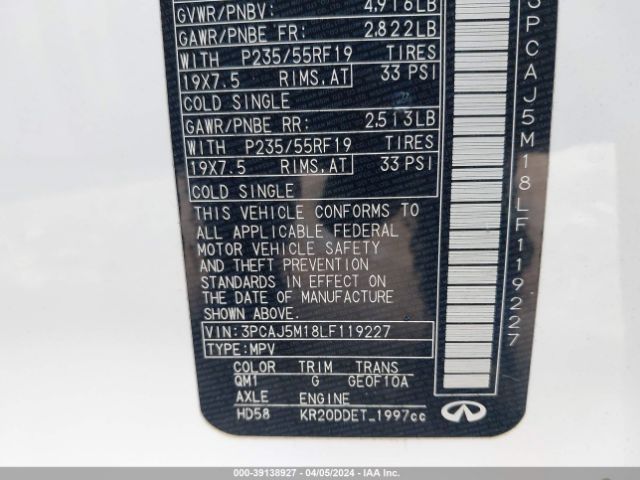 GVWR/PNBV: 4,916LB
GAWR/PNBE FR: 2,822LB
WITH P235/55RF19 TIRES
19X7.5 RIMS,AT 33 PSI
COLD SINGLE
GAWR/PNBE RR: 2,513LB
WITH P235/55RF19 TIRES
19X7.5 RIMS,AT 33 PSI
COLD SINGLE
THIS VEHICLE CONFORMS TO
ALL APPLICABLE FEDERAL
MOTOR VEHICLE SAFETY
AND THEFT PREVENTION
STANDARDS IN EFFECT ON
THE DATE OF MANUFACTURE
SHOWN ABOVE.
VIN:3PCAJ5M18LF119227
TYPE:MPV
COLOR TRIM TRANS
QM1 G GE0F10A
AXLE ENGINE
HD58 KR20DDET_1997cc
3PCAJ5M18LF119227
INFINITI
000-39138927 - 04/05/2024 - IAA Inc.